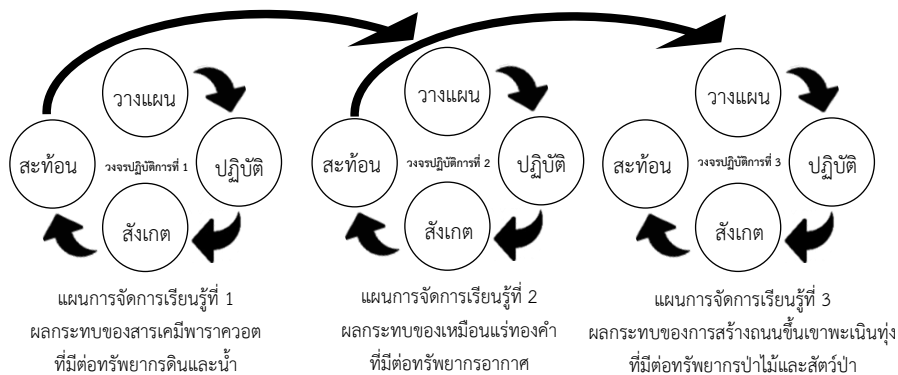 วางแผน
สะท้อน
วงจรปฏิบัติการที่ 1
ปฏิบัติ
สังเกต
แผนการจัดการเรียนรู้ที่ 1
ผลกระทบของสารเคมีพาราควอต
ที่มีต่อทรัพยากรดินและน้ำ
วางแผน
สะท้อน
วงจรปฏิบัติการที่ 2
ปฏิบัติ
สังเกต
แผนการจัดการเรียนรู้ที่ 2
ผลกระทบของเหมืองแร่ทองคำ
ที่มีต่อทรัพยากรอากาศ
วางแผน
สะท้อน
วงจรปฏิบัติการที่ 3
ปฏิบัติ
สังเกต
แผนการจัดการเรียนรู้ที่ 3
ผลกระทบของการสร้างถนนขึ้นเขาพะเนินทุ่ง
ที่มีต่อทรัพยากรป่าไม้และสัตว์ป่า